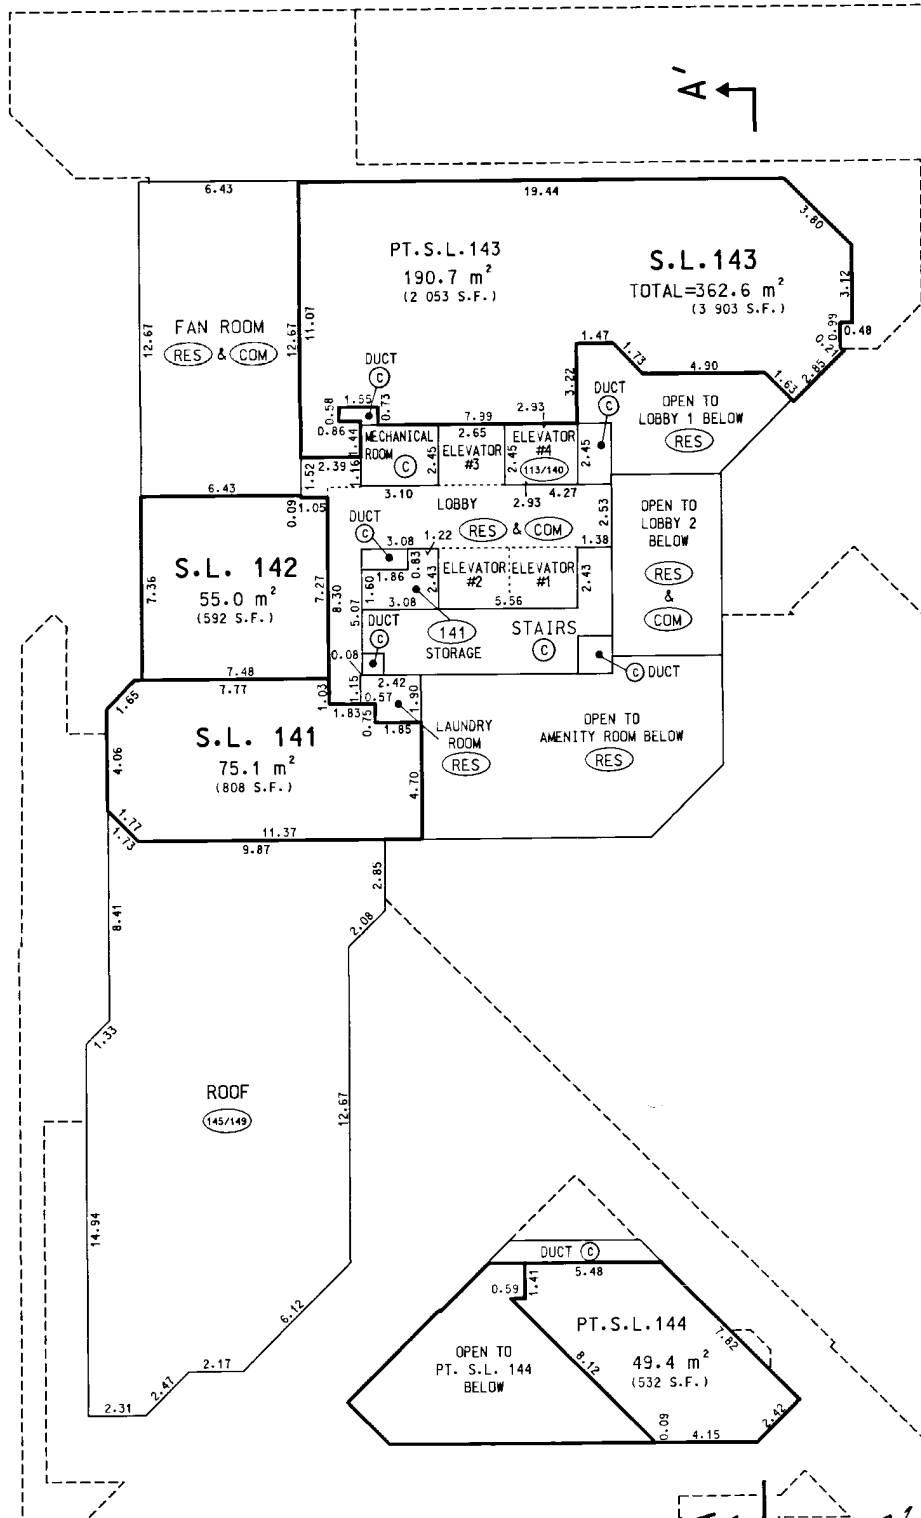 A'
6.43
19.44
3.80
PT.S.L.143
190.7 m²
(2 053 S.F.)
S.L.143
TOTAL=362.6 m²
(3 903 S.F.)
3.12
0.99
0.48
0.21
2.85
12.67
FAN ROOM
RES & COM
12.67
11.07
1.47
1.73
4.90
1.63
3.22
DUCT
C
1.55
0.58
0.73
0.86
1.44
7.99
2.93
DUCT
C
OPEN TO
LOBBY 1 BELOW
RES
MECHANICAL
ROOM
C
2.45
2.65
ELEVATOR
#3
2.45
ELEVATOR
#4
113/140
2.45
1.52
2.39
1.16
3.10
2.93
4.27
6.43
0.09
1.05
LOBBY
RES & COM
2.53
1.38
OPEN TO
LOBBY 2
BELOW
RES
&
COM
DUCT
C
3.08
1.22
0.83
1.86
2.43
ELEVATOR
#2
ELEVATOR
#1
2.43
S.L. 142
55.0 m²
(592 S.F.)
7.36
7.27
8.30
1.60
5.07
3.08
5.56
141
STORAGE
STAIRS
C
DUCT
C
0.08
C DUCT
7.48
7.77
1.65
1.03
1.15
2.42
0.57
1.90
1.83
0.75
1.85
LAUNDRY
ROOM
RES
OPEN TO
AMENITY ROOM BELOW
RES
S.L. 141
75.1 m²
(808 S.F.)
4.06
4.70
1.77
1.73
11.37
9.87
2.85
2.08
8.41
1.33
ROOF
145/149
12.67
14.94
6.12
2.17
2.47
2.31
DUCT C
5.48
1.41
0.59
PT.S.L.144
49.4 m²
(532 S.F.)
7.82
8.12
OPEN TO
PT. S.L. 144
BELOW
0.09
4.15
2.42